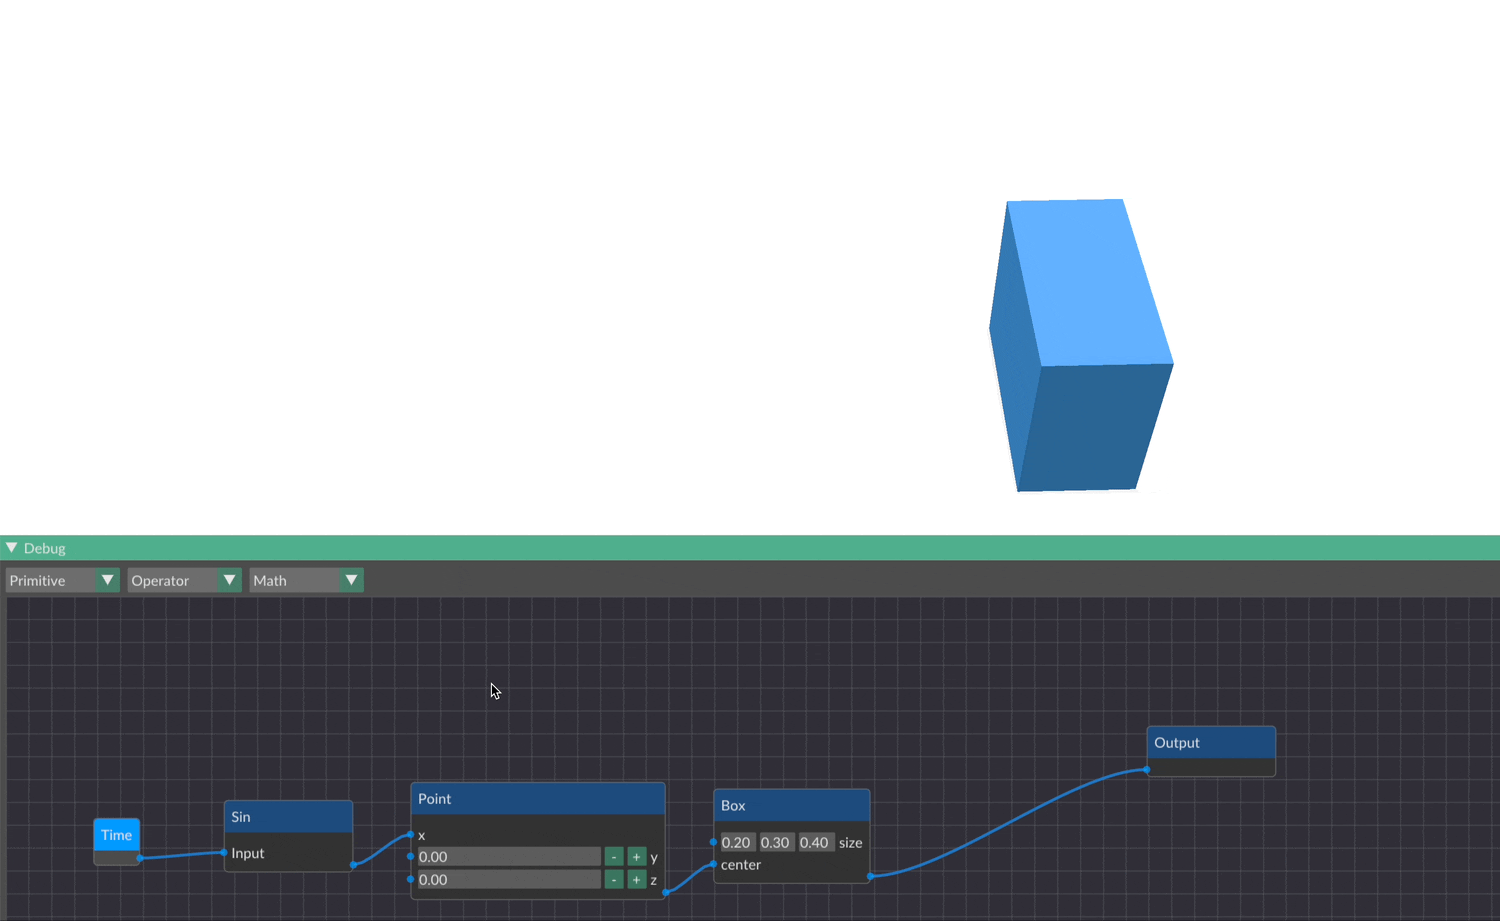 Debug
Primitive Operator Math
Output
Point
Box
Sin
Time
x
0.20 0.30 0.40 size
Input
0.00 - + y
center
0.00 - + z